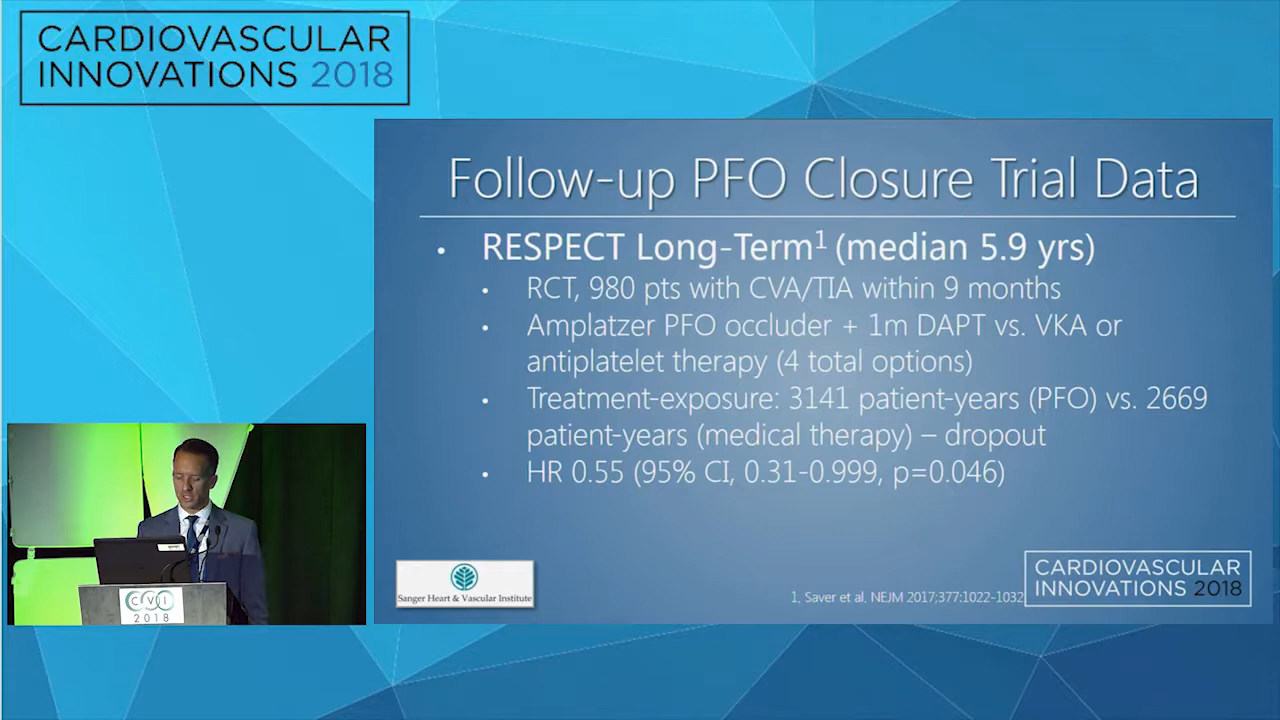 CARDIOVASCULAR
INNOVATIONS 2018
Follow-up PFO Closure Trial Data
• RESPECT Long-Term1 (median 5.9 yrs)
• RCT, 980 pts with CVA/TIA within 9 months
• Amplatzer PFO occluder + 1m DAPT vs. VKA or
antiplatelet therapy (4 total options)
• Treatment-exposure: 3141 patient-years (PFO) vs. 2669
patient-years (medical therapy) – dropout
• HR 0.55 (95% CI, 0.31-0.999, p=0.046)
Sanger Heart & Vascular Institute
1. Saver et al. NEJM 2017;377:1022-1032
CARDIOVASCULAR
INNOVATIONS 2018
CVI
2018